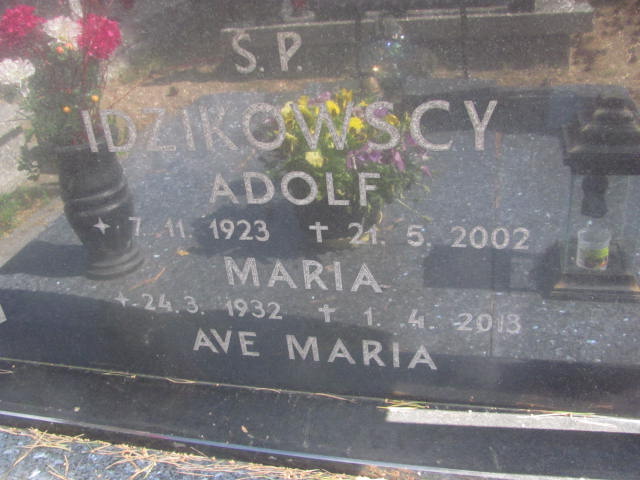 S.P.
IDZIKOWSCY
ADOLF
7. 11. 1923 † 21. 5. 2002
MARIA
24. 3. 1932 † 1. 4. 2013
AVE MARIA